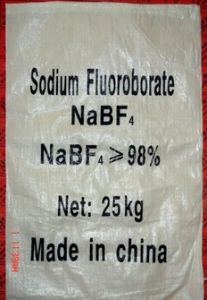 Sodium Fluoroborate
NaBF₄
NaBF₄ ⩾ 98%
Net: 25kg
Made in china